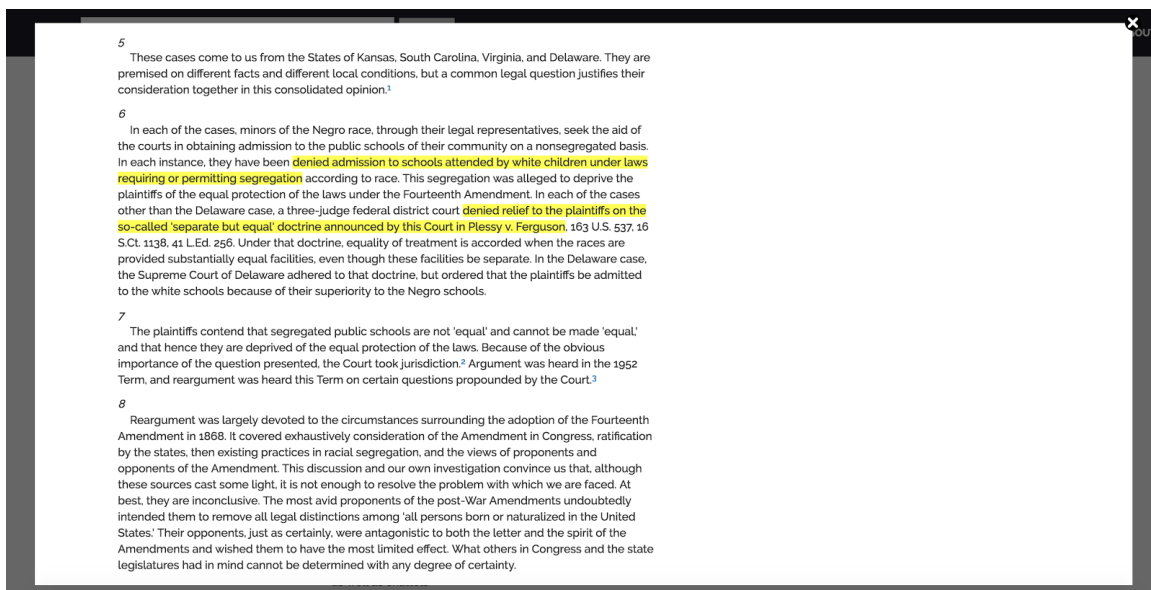 5
These cases come to us from the States of Kansas, South Carolina, Virginia, and Delaware. They are
premised on different facts and different local conditions, but a common legal question justifies their
consideration together in this consolidated opinion.1
6
In each of the cases, minors of the Negro race, through their legal representatives, seek the aid of
the courts in obtaining admission to the public schools of their community on a nonsegregated basis.
In each instance, they have been denied admission to schools attended by white children under laws
requiring or permitting segregation according to race. This segregation was alleged to deprive the
plaintiffs of the equal protection of the laws under the Fourteenth Amendment. In each of the cases
other than the Delaware case, a three-judge federal district court denied relief to the plaintiffs on the
so-called 'separate but equal' doctrine announced by this Court in Plessy v. Ferguson, 163 U.S. 537, 16
S.Ct. 1138, 41 L.Ed. 256. Under that doctrine, equality of treatment is accorded when the races are
provided substantially equal facilities, even though these facilities be separate. In the Delaware case,
the Supreme Court of Delaware adhered to that doctrine, but ordered that the plaintiffs be admitted
to the white schools because of their superiority to the Negro schools.
7
The plaintiffs contend that segregated public schools are not 'equal' and cannot be made 'equal,'
and that hence they are deprived of the equal protection of the laws. Because of the obvious
importance of the question presented, the Court took jurisdiction.2 Argument was heard in the 1952
Term, and reargument was heard this Term on certain questions propounded by the Court.3
8
Reargument was largely devoted to the circumstances surrounding the adoption of the Fourteenth
Amendment in 1868. It covered exhaustively consideration of the Amendment in Congress, ratification
by the states, then existing practices in racial segregation, and the views of proponents and
opponents of the Amendment. This discussion and our own investigation convince us that, although
these sources cast some light, it is not enough to resolve the problem with which we are faced. At
best, they are inconclusive. The most avid proponents of the post-War Amendments undoubtedly
intended them to remove all legal distinctions among 'all persons born or naturalized in the United
States.' Their opponents, just as certainly, were antagonistic to both the letter and the spirit of the
Amendments and wished them to have the most limited effect. What others in Congress and the state
legislatures had in mind cannot be determined with any degree of certainty.